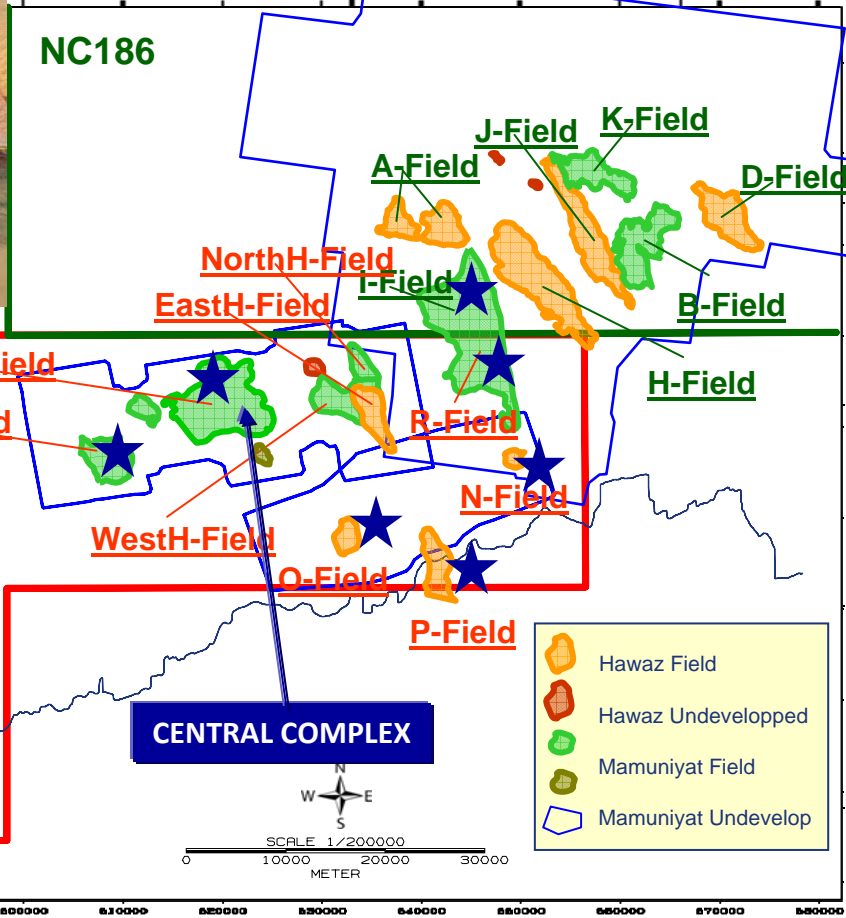 NC186
K-Field
J-Field
A-Field
D-Field
NorthH-Field
I-Field
EastH-Field
B-Field
ield
H-Field
d
R-Field
N-Field
WestH-Field
O-Field
P-Field
Hawaz Field
Hawaz Undevelopped
Mamuniyat Field
Mamuniyat Undevelop
CENTRAL COMPLEX
N
W E
S
SCALE 1/200000
0 10000 20000 30000
METER